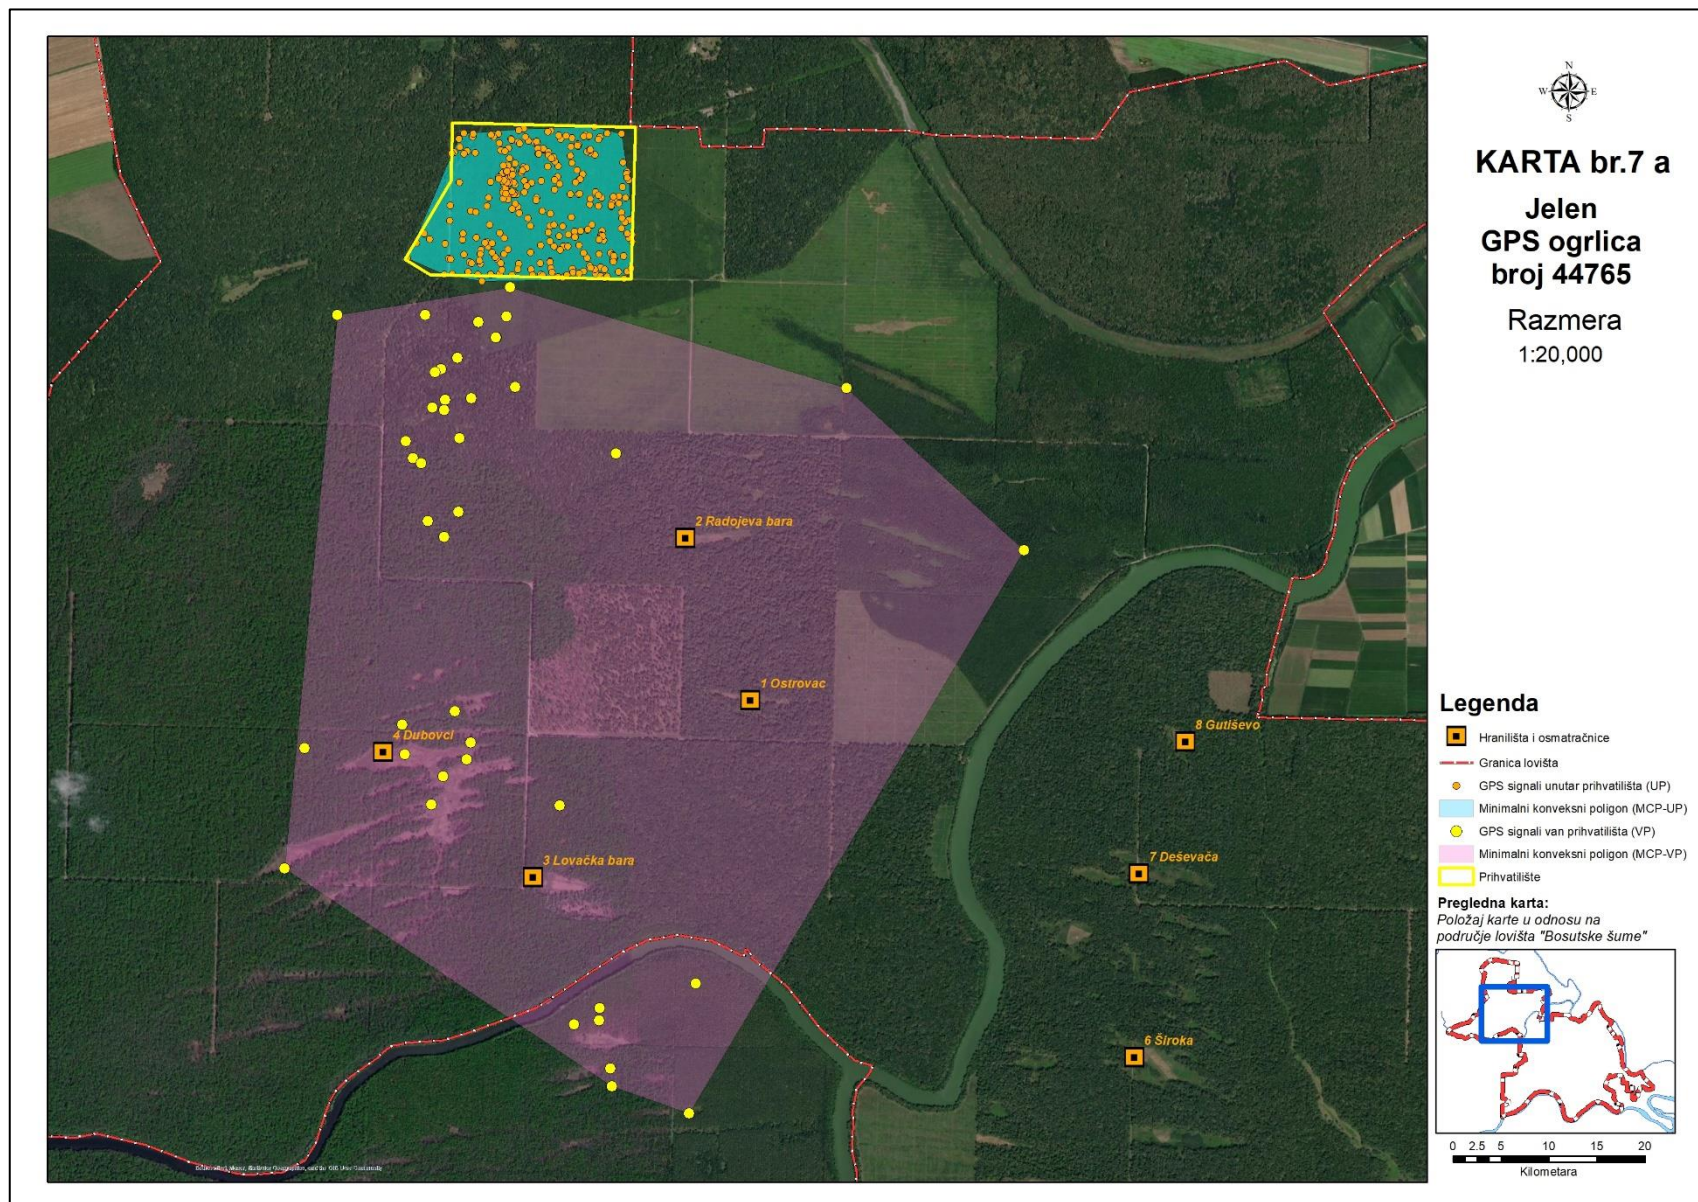 N
W E
S
KARTA br.7 a
Jelen
GPS ogrlica
broj 44765
Razmera
1:20,000
2 Radojeva bara
1 Ostrovac
4 Dubovci
8 Gutiševo
3 Lovačka bara
7 Deševača
6 Široka
Legenda
Hranilišta i osmatračnice
Granica lovišta
GPS signali unutar prihvatilišta (UP)
Minimalni konveksni poligon (MCP-UP)
GPS signali van prihvatilišta (VP)
Minimalni konveksni poligon (MCP-VP)
Prihvatilište
Pregledna karta:
Položaj karte u odnosu na
područje lovišta "Bosutske šume"
0 2.5 5 10 15 20
Kilometara